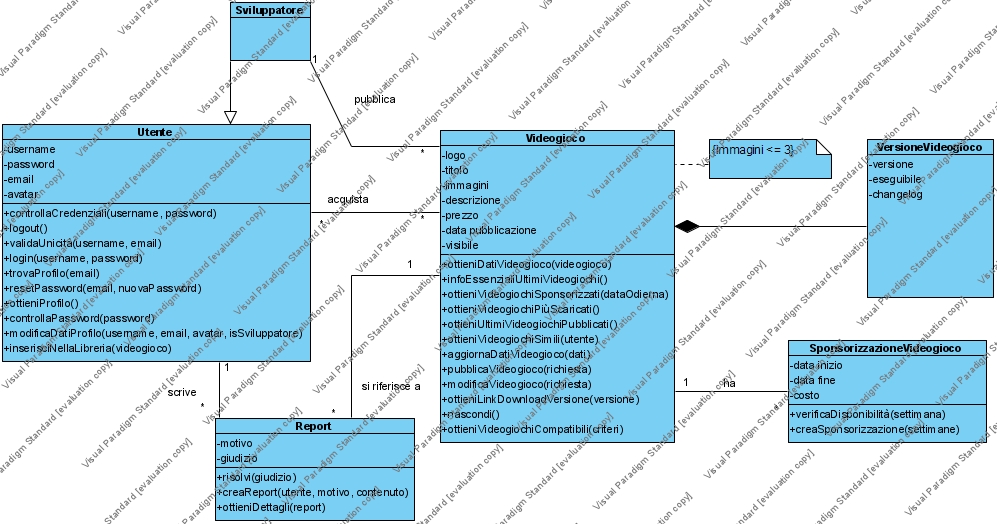 Sviluppatore
1
pubblica
*
Utente
-username
-password
-email
-avatar
+controllaCredenziali(username, password)
+logout()
+validaUnicità(username, email)
+login(username, password)
+trovaProfilo(email)
+resetPassword(email, nuovaPassword)
+ottieniProfilo()
+controllaPassword(password)
+modificaDatiProfilo(username, email, avatar, isSviluppatore)
+inserisciNellaLibreria(videogioco)
acquista
*
*
Videogioco
-logo
-titolo
-immagini
-descrizione
-prezzo
-data pubblicazione
-visibile
+ottieniDatiVideogioco(videogioco)
+infoEssenzialiUltimiVideogiochi()
+ottieniVideogiochiSponsorizzati(dataOdierna)
+ottieniVideogiochiPiùScaricati()
+ottieniUltimiVideogiochiPubblicati()
+ottieniVideogiochiSimili(utente)
+aggiornaDatiVideogioco(dati)
+pubblicaVideogioco(richiesta)
+modificaVideogioco(richiesta)
+ottieniLinkDownloadVersione(versione)
+nascondi()
+ottieniVideogiochiCompatibili(criteri)
{Immagini <= 3}
VersioneVideogioco
-versione
-eseguibile
-changelog
1
ha
*
SponsorizzazioneVideogioco
-data inizio
-data fine
-costo
+verificaDisponibilità(settimana)
+creaSponsorizzazione(settimane)
1
si riferisce a
*
1
scrive
*
Report
-motivo
-giudizio
+risolvi(giudizio)
+creaReport(utente, motivo, contenuto)
+ottieniDettagli(report)
Visual Paradigm Standard [evaluation copy]